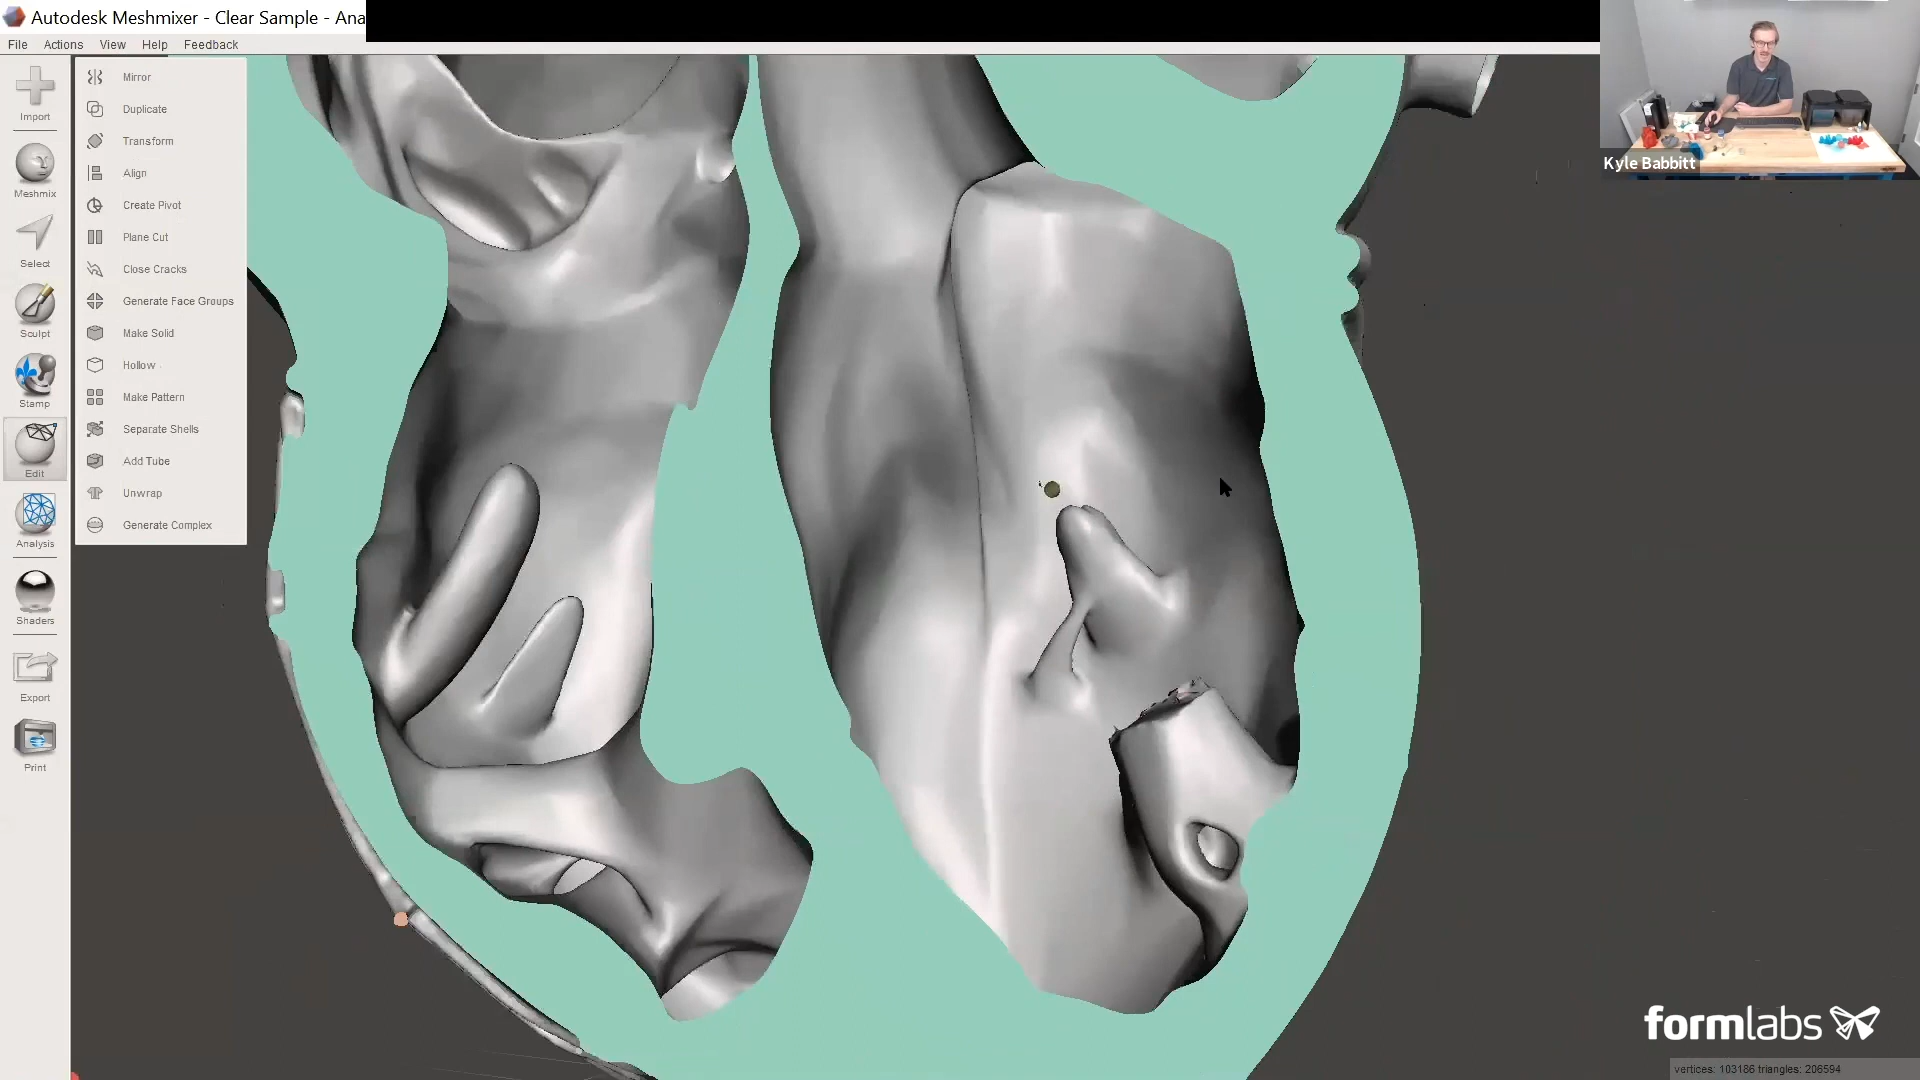 Autodesk Meshmixer - Clear Sample - Ana
File Actions View Help Feedback
Import
Meshmix
Select
Sculpt
Stamp
Edit
Analysis
Shaders
Export
Print
Mirror
Duplicate
Transform
Align
Create Pivot
Plane Cut
Close Cracks
Generate Face Groups
Make Solid
Hollow
Make Pattern
Separate Shells
Add Tube
Unwrap
Generate Complex
Kyle Babbitt
formlabs
vertices: 103186 triangles: 206594